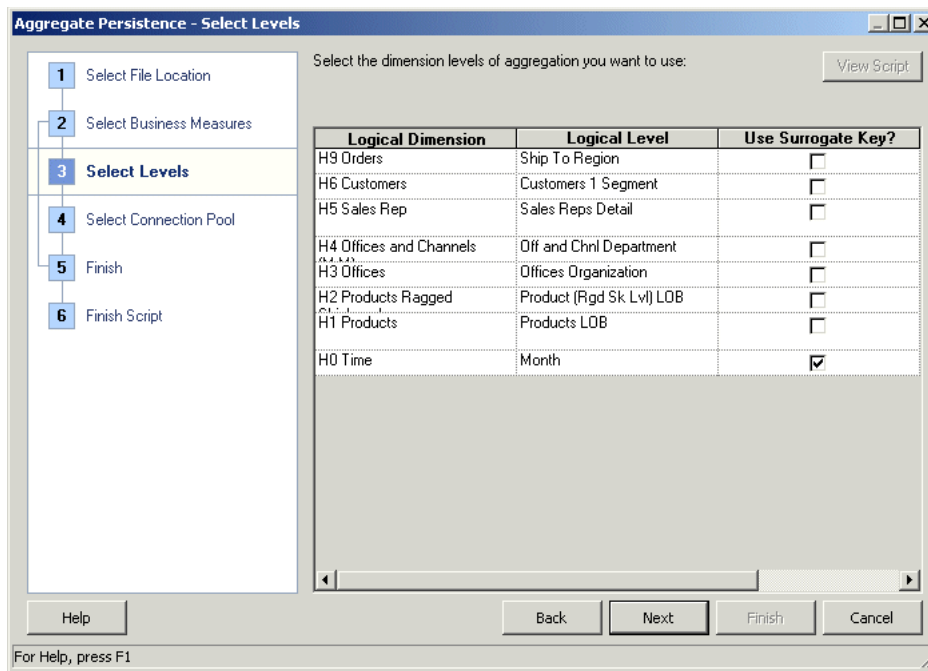 Aggregate Persistence - Select Levels
1 Select File Location
2 Select Business Measures
3 Select Levels
4 Select Connection Pool
5 Finish
6 Finish Script
Select the dimension levels of aggregation you want to use:
View Script
Logical Dimension Logical Level Use Surrogate Key?
H9 Orders Ship To Region
H6 Customers Customers 1 Segment
H5 Sales Rep Sales Reps Detail
H4 Offices and Channels Off and Chnl Department
H3 Offices Offices Organization
H2 Products Ragged Product (Rgd Sk Lvl) LOB
H1 Products Products LOB
H0 Time Month
Help Back Next Finish Cancel
For Help, press F1